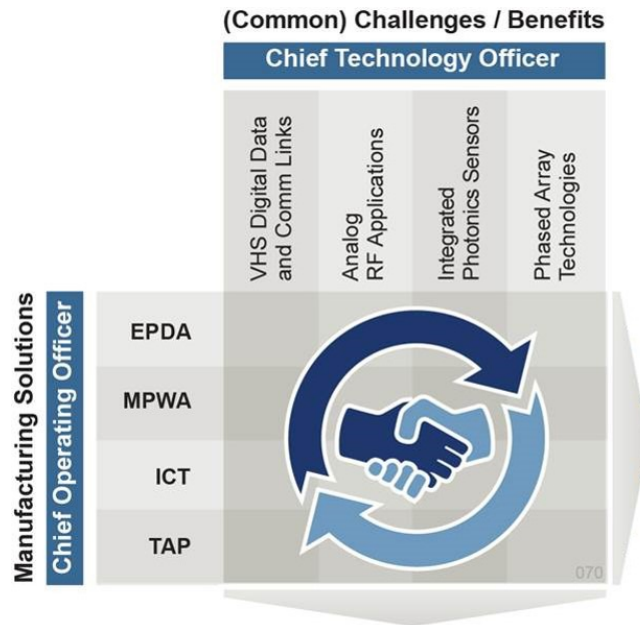 (Common) Challenges / Benefits
Chief Technology Officer
VHS Digital Data
and Comm Links
Analog
RF Applications
Integrated
Photonics Sensors
Phased Array
Technologies
Manufacturing Solutions
Chief Operating Officer
EPDA
MPWA
ICT
TAP
070